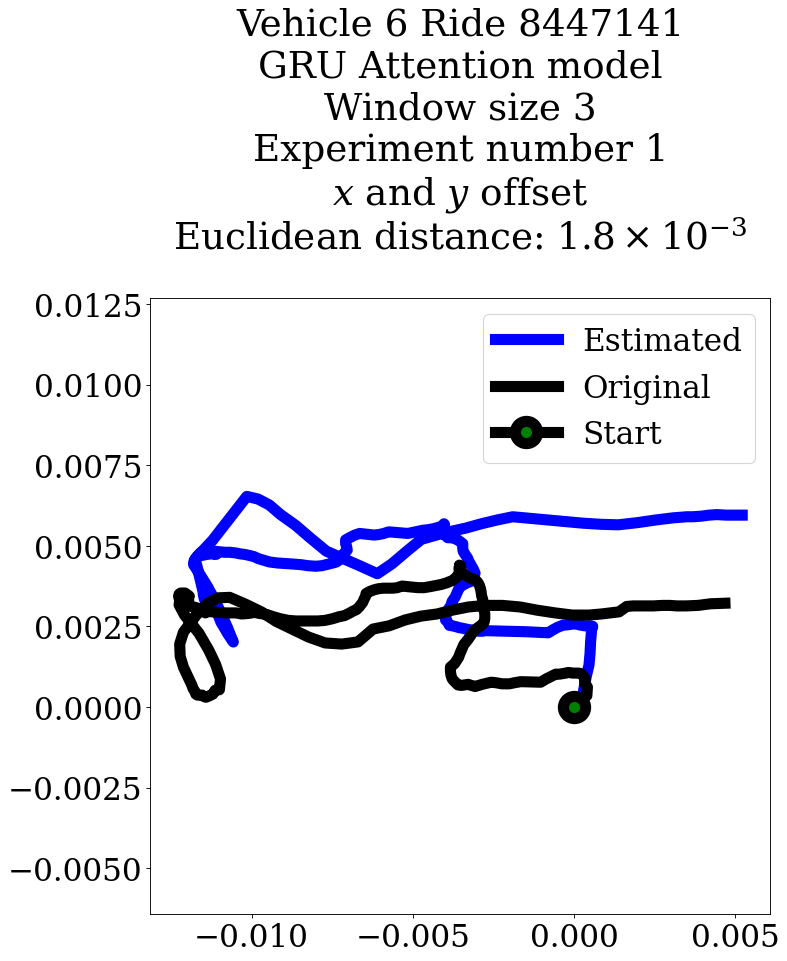 Vehicle 6 Ride 8447141
GRU Attention model
Window size 3
Experiment number 1
x and y offset
Euclidean distance: 1.8 × 10⁻³
0.0125
0.0100
0.0075
0.0050
0.0025
0.0000
−0.0025
−0.0050
Estimated
Original
Start
−0.010
−0.005
0.000
0.005